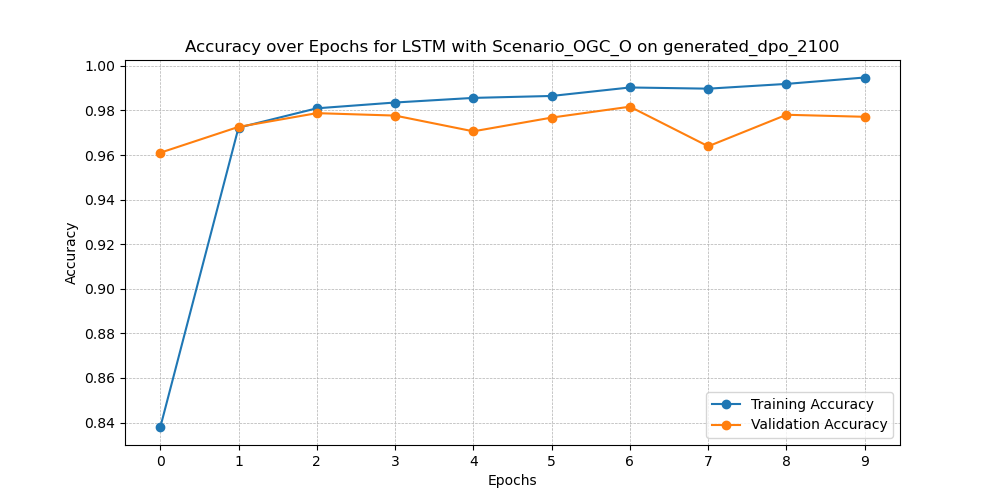 Accuracy over Epochs for LSTM with Scenario_OGC_O on generated_dpo_2100
Accuracy
1.00
0.98
0.96
0.94
0.92
0.90
0.88
0.86
0.84
0 1 2 3 4 5 6 7 8 9
Epochs
Training Accuracy
Validation Accuracy